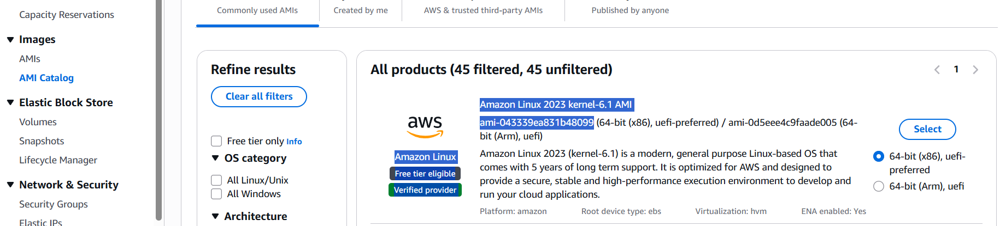 Capacity Reservations
Images
AMIs
AMI Catalog
Elastic Block Store
Volumes
Snapshots
Lifecycle Manager
Network & Security
Security Groups
Elastic IPs
Commonly used AMIs
Created by me
AWS & trusted third-party AMIs
Published by anyone
Refine results
Clear all filters
Free tier only Info
OS category
All Linux/Unix
All Windows
Architecture
All products (45 filtered, 45 unfiltered)
1
aws
Amazon Linux
Free tier eligible
Verified provider
Amazon Linux 2023 kernel-6.1 AMI
ami-043339ea831b48099 (64-bit (x86), uefi-preferred) / ami-0d5eee4c9faade005 (64-
bit (Arm), uefi)
Amazon Linux 2023 (kernel-6.1) is a modern, general purpose Linux-based OS that
comes with 5 years of long term support. It is optimized for AWS and designed to
provide a secure, stable and high-performance execution environment to develop and
run your cloud applications.
Platform: amazon
Root device type: ebs
Virtualization: hvm
ENA enabled: Yes
Select
64-bit (x86), uefi-
preferred
64-bit (Arm), uefi